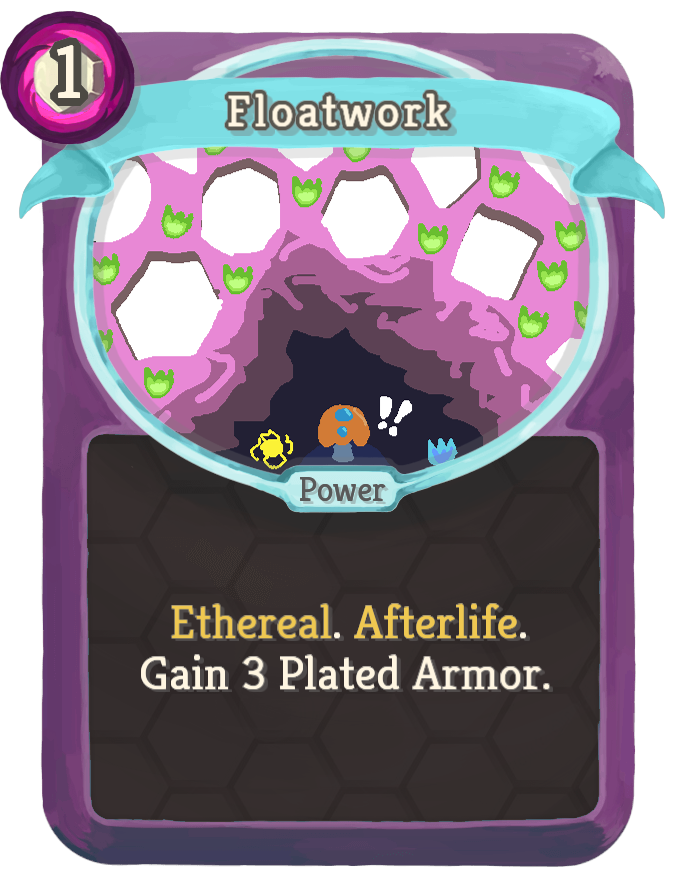 1
Floatwork
!!
Power
Ethereal. Afterlife.
Gain 3 Plated Armor.